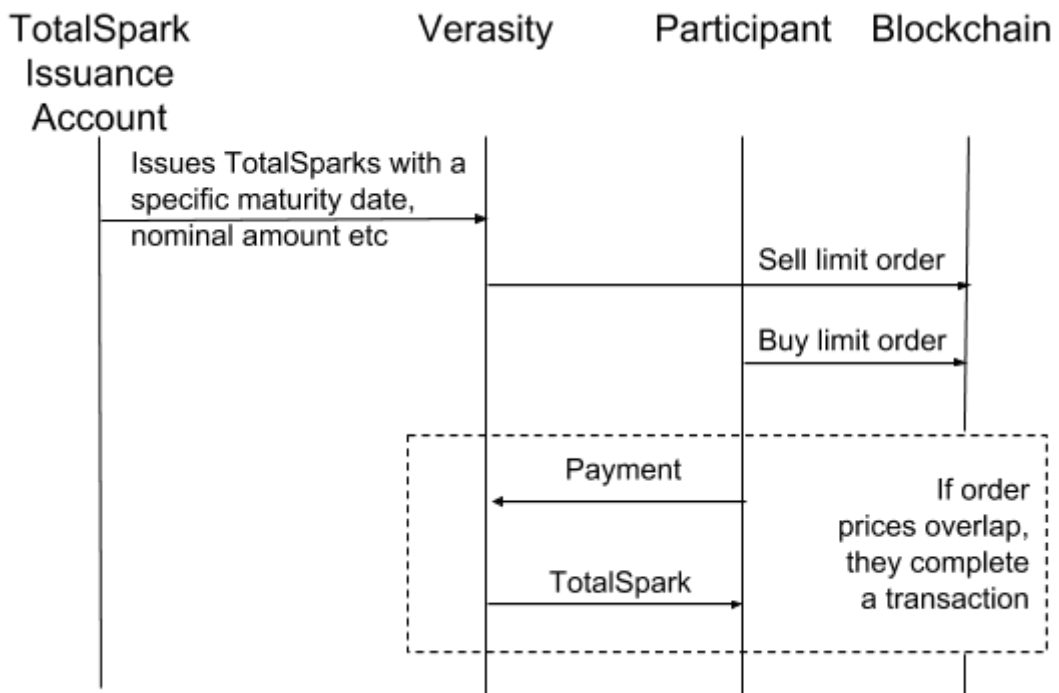 TotalSpark
Issuance
Account
Verasity
Participant
Blockchain
Issues TotalSparks with a
specific maturity date,
nominal amount etc
Sell limit order
Buy limit order
Payment
TotalSpark
If order
prices overlap,
they complete
a transaction